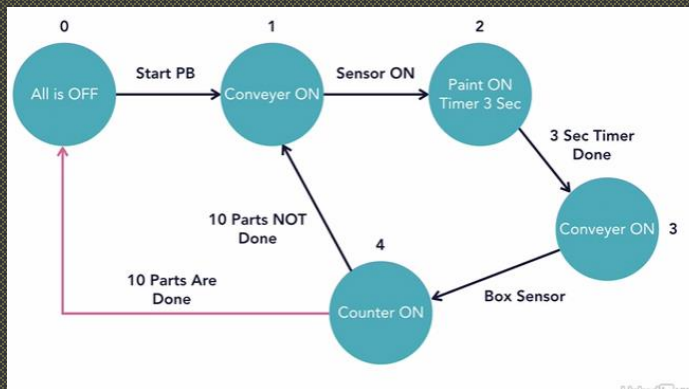 0
1
2
All is OFF
Start PB
Conveyer ON
Sensor ON
Paint ON
Timer 3 Sec
3 Sec Timer
Done
Conveyer ON
3
10 Parts NOT
Done
4
10 Parts Are
Done
Counter ON
Box Sensor